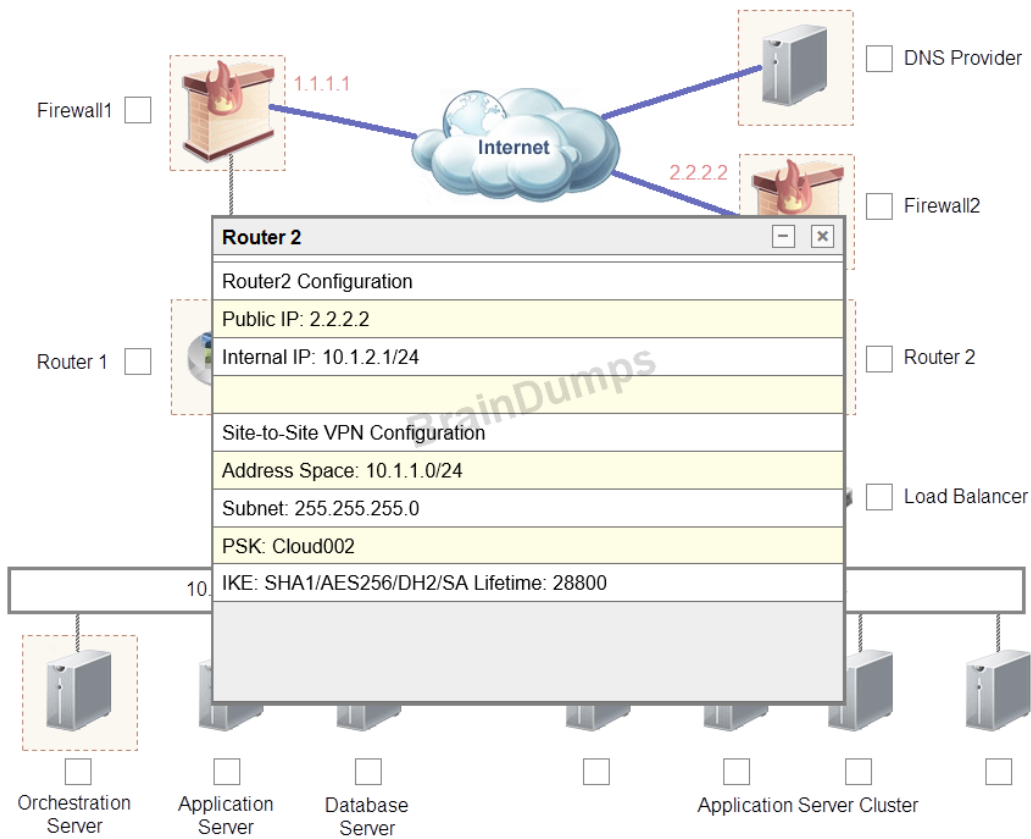 DNS Provider
1.1.1.1
Firewall1
Internet
2.2.2.2
Firewall2
Router 2
Router2 Configuration
Public IP: 2.2.2.2
Internal IP: 10.1.2.1/24
Router 1
Router 2
BrainDumps
Site-to-Site VPN Configuration
Address Space: 10.1.1.0/24
Subnet: 255.255.255.0
Load Balancer
PSK: Cloud002
IKE: SHA1/AES256/DH2/SA Lifetime: 28800
10.
Orchestration
Server
Application
Server
Database
Server
Application Server Cluster